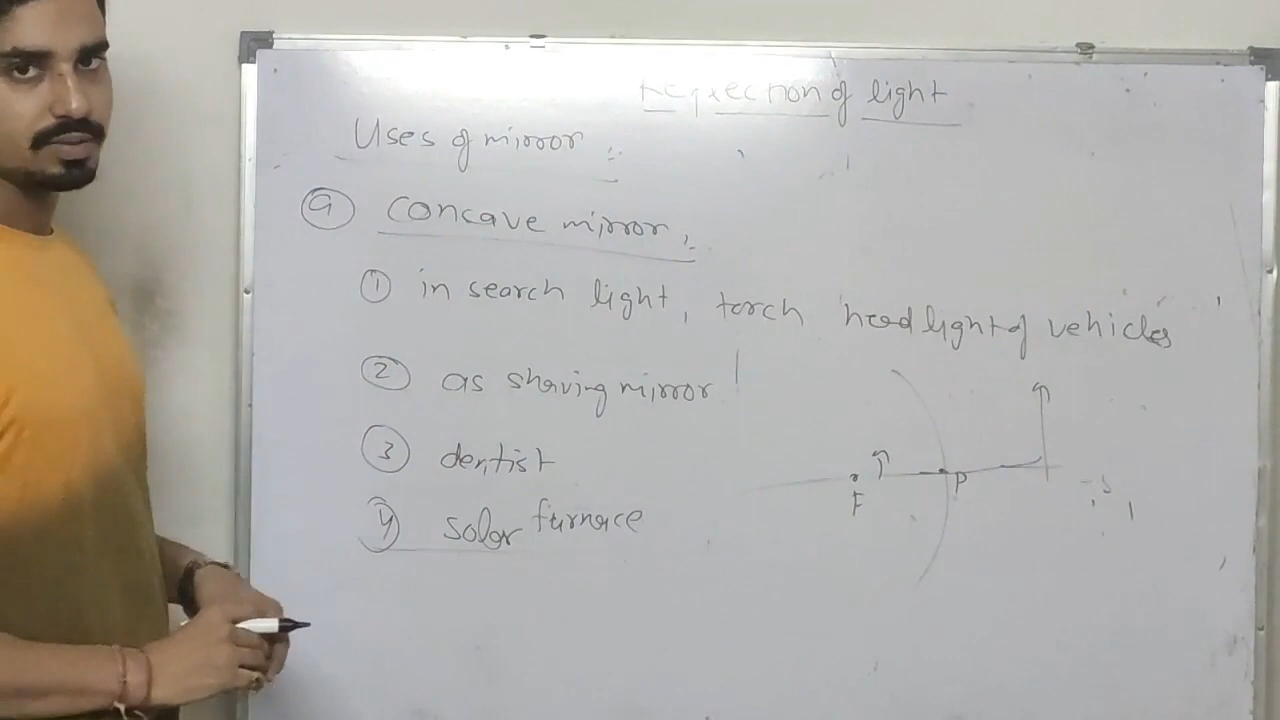 Reflection of light
Uses of mirror :
a concave mirror :
1 in search light, torch head light of vehicles
2 as shaving mirror
3 dentist
4 solar furnace
F P